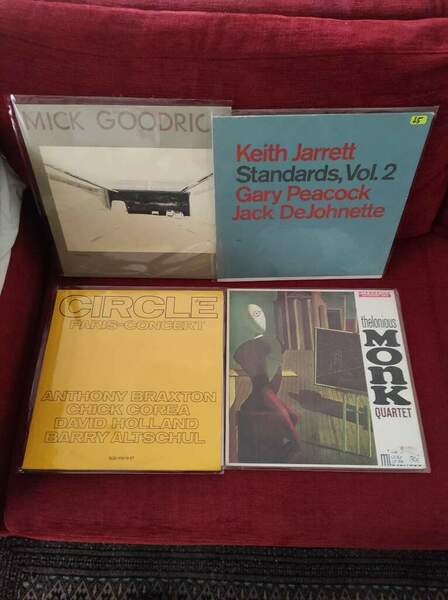 MICK GOODRIC
Keith Jarrett
Standards, Vol. 2
Gary Peacock
Jack DeJohnette
CIRCLE
PARIS-CONCERT
ANTHONY BRAXTON
CHICK COREA
DAVID HOLLAND
BARRY ALTSCHUL
thelonious
MONK
QUARTET